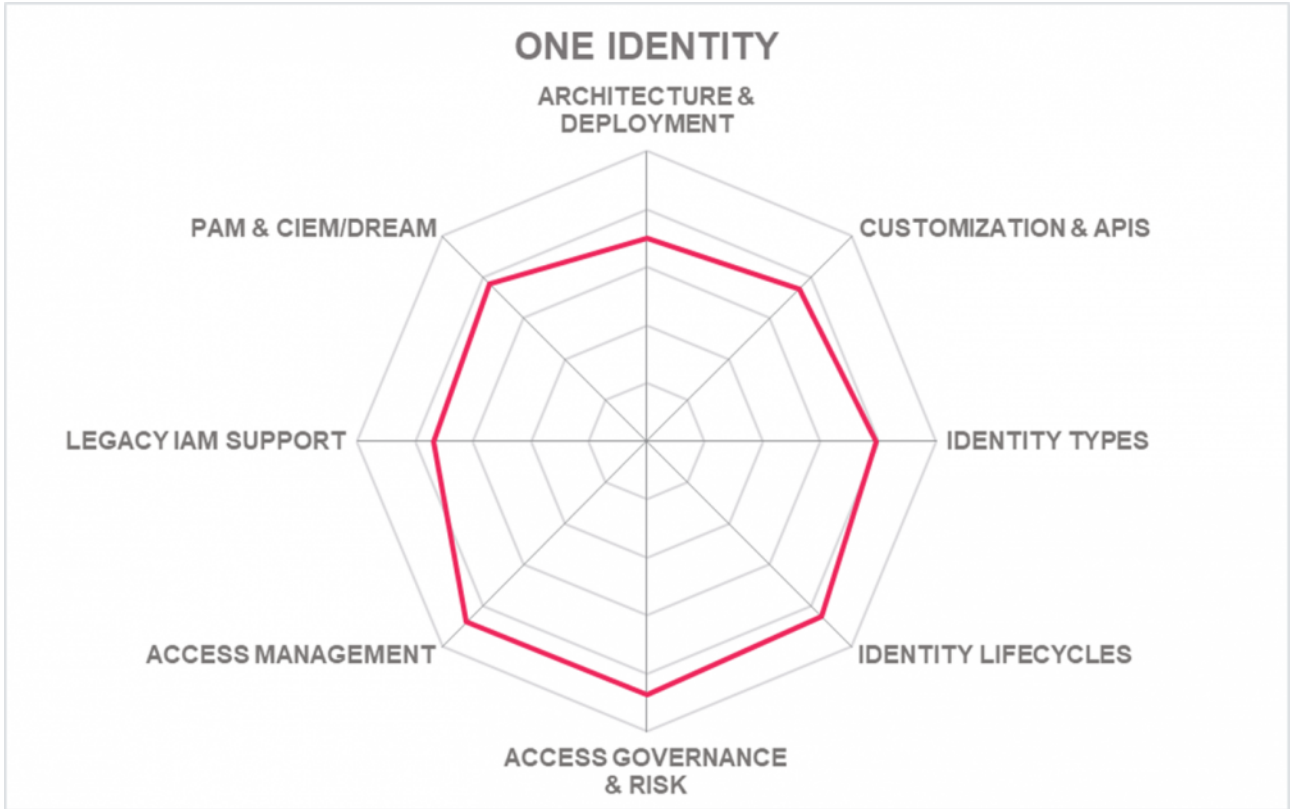 ONE IDENTITY
ARCHITECTURE &
DEPLOYMENT
PAM & CIEM/DREAM
CUSTOMIZATION & APIS
LEGACY IAM SUPPORT
IDENTITY TYPES
ACCESS MANAGEMENT
IDENTITY LIFECYCLES
ACCESS GOVERNANCE
& RISK